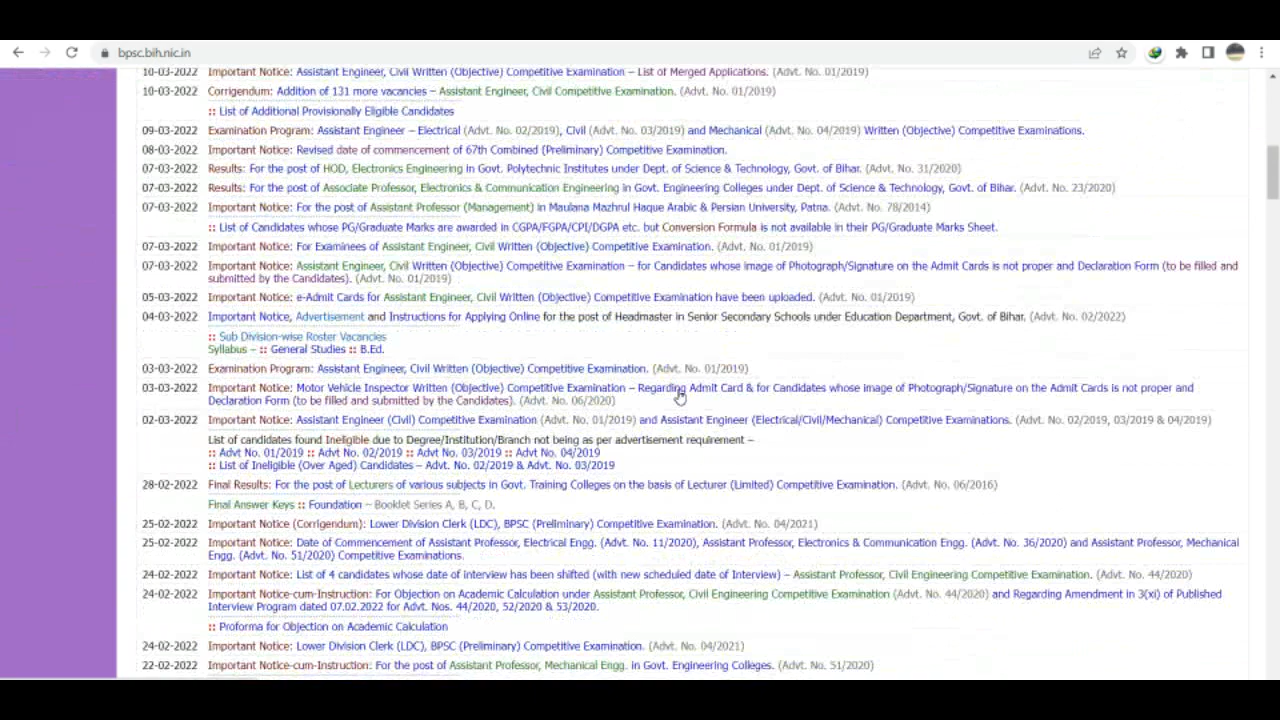 bpsc.bih.nic.in
10-03-2022 Important Notice: Assistant Engineer, Civil Written (Objective) Competitive Examination – List of Merged Applications. (Advt. No. 01/2019)
10-03-2022 Corrigendum: Addition of 131 more vacancies – Assistant Engineer, Civil Competitive Examination. (Advt. No. 01/2019)
:: List of Additional Provisionally Eligible Candidates
09-03-2022 Examination Program: Assistant Engineer – Electrical (Advt. No. 02/2019), Civil (Advt. No. 03/2019) and Mechanical (Advt. No. 04/2019) Written (Objective) Competitive Examinations.
08-03-2022 Important Notice: Revised date of commencement of 67th Combined (Preliminary) Competitive Examination.
07-03-2022 Results: For the post of HOD, Electronics Engineering in Govt. Polytechnic Institutes under Dept. of Science & Technology, Govt. of Bihar. (Advt. No. 31/2020)
07-03-2022 Results: For the post of Associate Professor, Electronics & Communication Engineering in Govt. Engineering Colleges under Dept. of Science & Technology, Govt. of Bihar. (Advt. No. 23/2020)
07-03-2022 Important Notice: For the post of Assistant Professor (Management) in Maulana Mazhrul Haque Arabic & Persian University, Patna. (Advt. No. 78/2014)
:: List of Candidates whose PG/Graduate Marks are awarded in CGPA/FGPA/CPI/DGPA etc. but Conversion Formula is not available in their PG/Graduate Marks Sheet.
07-03-2022 Important Notice: For Examinees of Assistant Engineer, Civil Written (Objective) Competitive Examination. (Advt. No. 01/2019)
07-03-2022 Important Notice: Assistant Engineer, Civil Written (Objective) Competitive Examination – for Candidates whose image of Photograph/Signature on the Admit Cards is not proper and Declaration Form (to be filled and
submitted by the Candidates). (Advt. No. 01/2019)
05-03-2022 Important Notice: e-Admit Cards for Assistant Engineer, Civil Written (Objective) Competitive Examination have been uploaded. (Advt. No. 01/2019)
04-03-2022 Important Notice, Advertisement and Instructions for Applying Online for the post of Headmaster in Senior Secondary Schools under Education Department, Govt. of Bihar. (Advt. No. 02/2022)
:: Sub Division-wise Roster Vacancies
Syllabus – :: General Studies :: B.Ed.
03-03-2022 Examination Program: Assistant Engineer, Civil Written (Objective) Competitive Examination. (Advt. No. 01/2019)
03-03-2022 Important Notice: Motor Vehicle Inspector Written (Objective) Competitive Examination – Regarding Admit Card & for Candidates whose image of Photograph/Signature on the Admit Cards is not proper and
Declaration Form (to be filled and submitted by the Candidates). (Advt. No. 06/2020)
02-03-2022 Important Notice: Assistant Engineer (Civil) Competitive Examination (Advt. No. 01/2019) and Assistant Engineer (Electrical/Civil/Mechanical) Competitive Examinations. (Advt. No. 02/2019, 03/2019 & 04/2019)
List of candidates found Ineligible due to Degree/Institution/Branch not being as per advertisement requirement –
:: Advt No. 01/2019 :: Advt No. 02/2019 :: Advt No. 03/2019 :: Advt No. 04/2019
:: List of Ineligible (Over Aged) Candidates – Advt. No. 02/2019 & Advt. No. 03/2019
28-02-2022 Final Results: For the post of Lecturers of various subjects in Govt. Training Colleges on the basis of Lecturer (Limited) Competitive Examination. (Advt. No. 06/2016)
Final Answer Keys :: Foundation – Booklet Series A, B, C, D.
25-02-2022 Important Notice (Corrigendum): Lower Division Clerk (LDC), BPSC (Preliminary) Competitive Examination. (Advt. No. 04/2021)
25-02-2022 Important Notice: Date of Commencement of Assistant Professor, Electrical Engg. (Advt. No. 11/2020), Assistant Professor, Electronics & Communication Engg. (Advt. No. 36/2020) and Assistant Professor, Mechanical
Engg. (Advt. No. 51/2020) Competitive Examinations.
24-02-2022 Important Notice: List of 4 candidates whose date of interview has been shifted (with new scheduled date of Interview) – Assistant Professor, Civil Engineering Competitive Examination. (Advt. No. 44/2020)
24-02-2022 Important Notice-cum-Instruction: For Objection on Academic Calculation under Assistant Professor, Civil Engineering Competitive Examination (Advt. No. 44/2020) and Regarding Amendment in 3(xi) of Published
Interview Program dated 07.02.2022 for Advt. Nos. 44/2020, 52/2020 & 53/2020.
:: Proforma for Objection on Academic Calculation
24-02-2022 Important Notice: Lower Division Clerk (LDC), BPSC (Preliminary) Competitive Examination. (Advt. No. 04/2021)
22-02-2022 Important Notice-cum-Instruction: For the post of Assistant Professor, Mechanical Engg. in Govt. Engineering Colleges. (Advt. No. 51/2020)